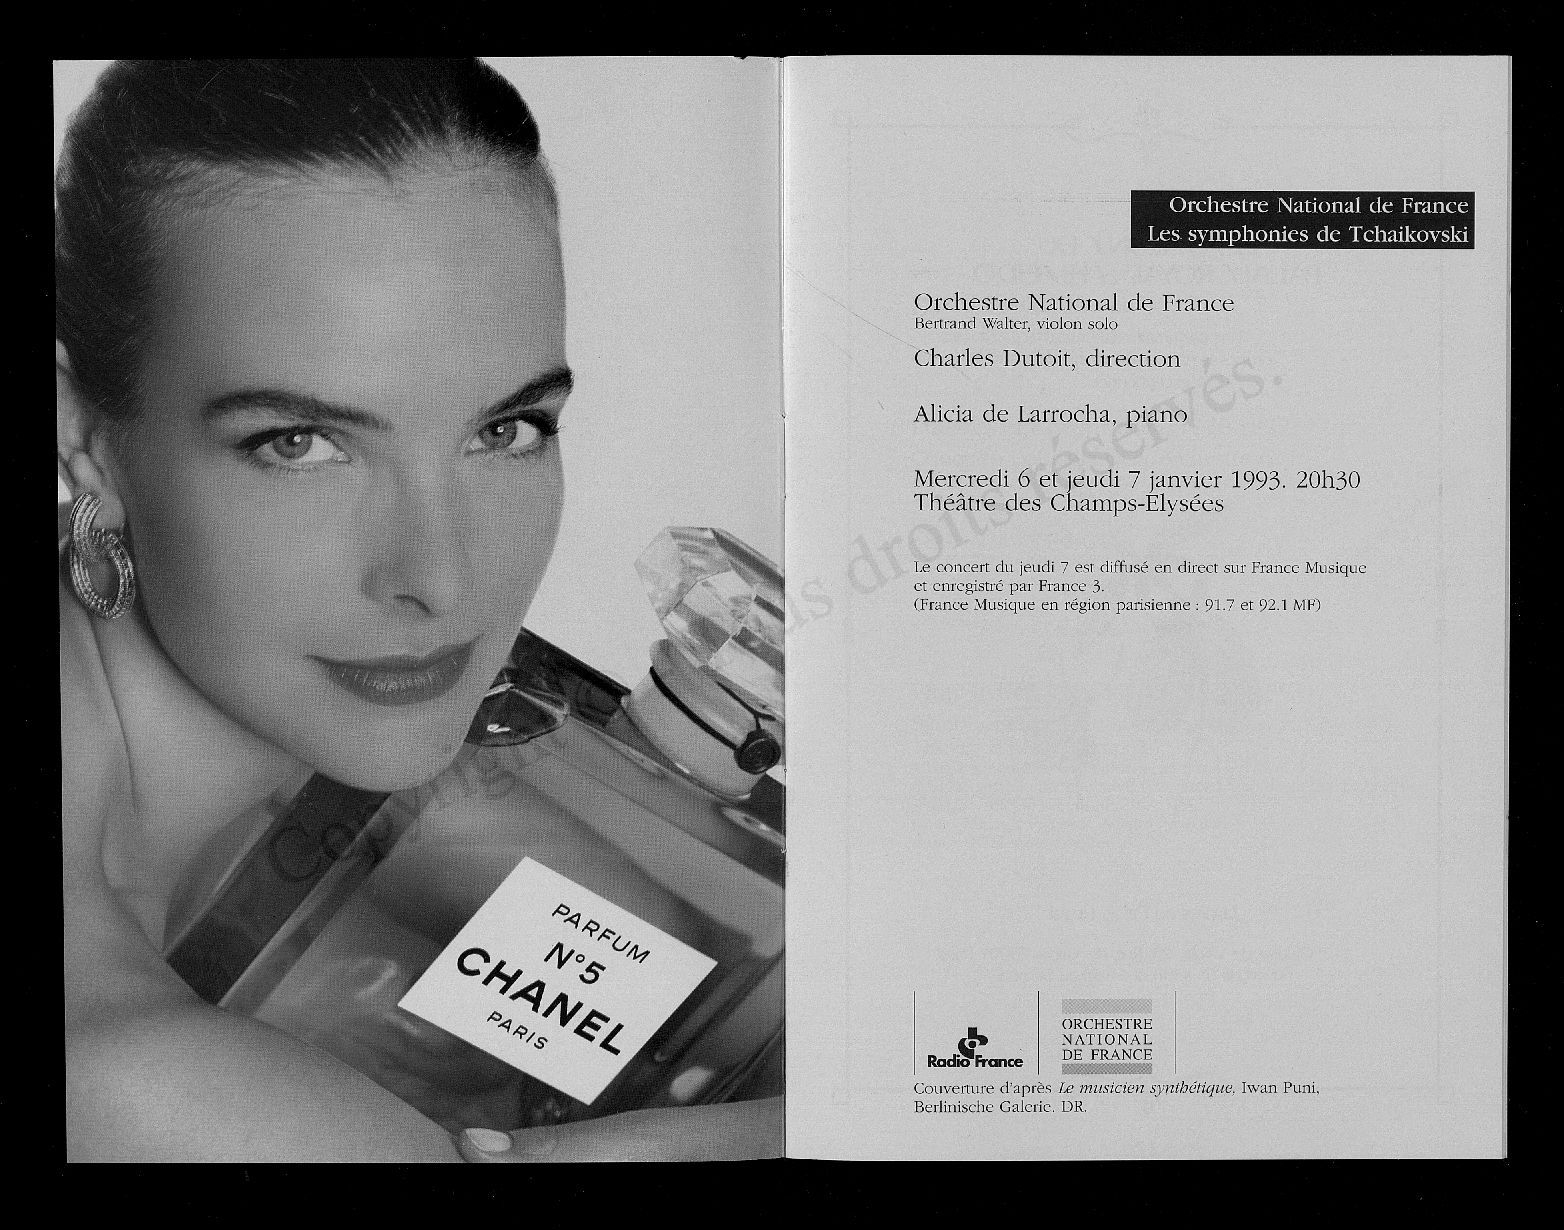 PARFUM
N°5
CHANEL
PARIS
Orchestre National de France
Les symphonies de Tchaikovski
Orchestre National de France
Bertrand Walter, violon solo
Charles Dutoit, direction
Alicia de Larrocha, piano
Mercredi 6 et jeudi 7 janvier 1993. 20h30
Théâtre des Champs-Elysées
Le concert du jeudi 7 est diffusé en direct sur France Musique
et enregistré par France 3.
(France Musique en région parisienne : 91.7 et 92.1 MF)
Radio France
ORCHESTRE
NATIONAL
DE FRANCE
Couverture d'après Le musicien synthétique, Iwan Puni,
Berlinische Galerie. DR.
Copyright droits réservés.